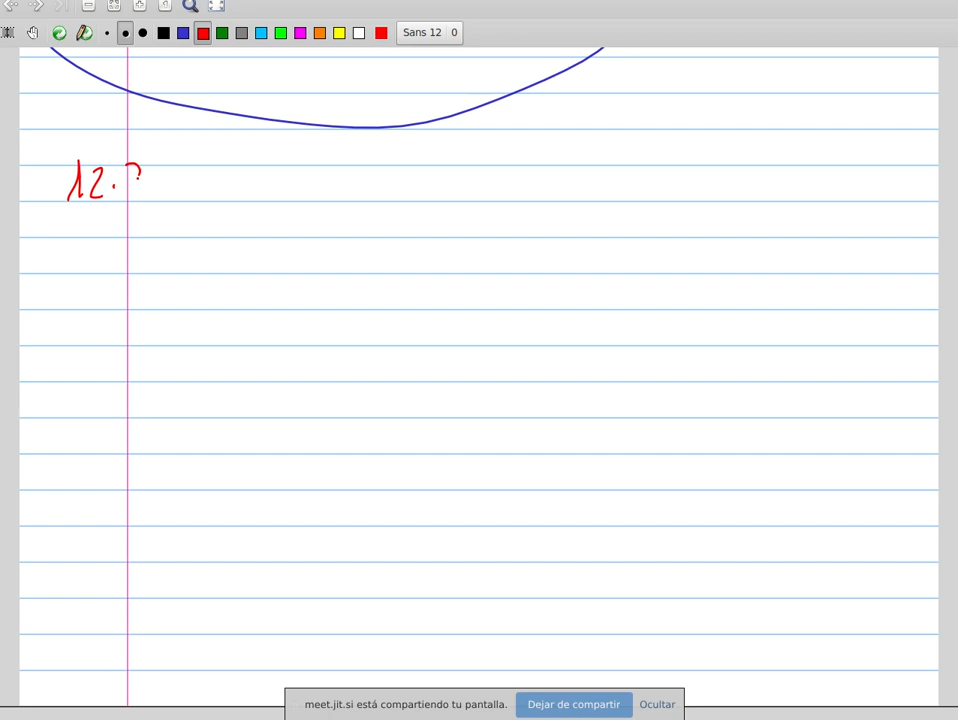 Sans 12 0
12. ?
meet.jit.si está compartiendo tu pantalla. Dejar de compartir Ocultar